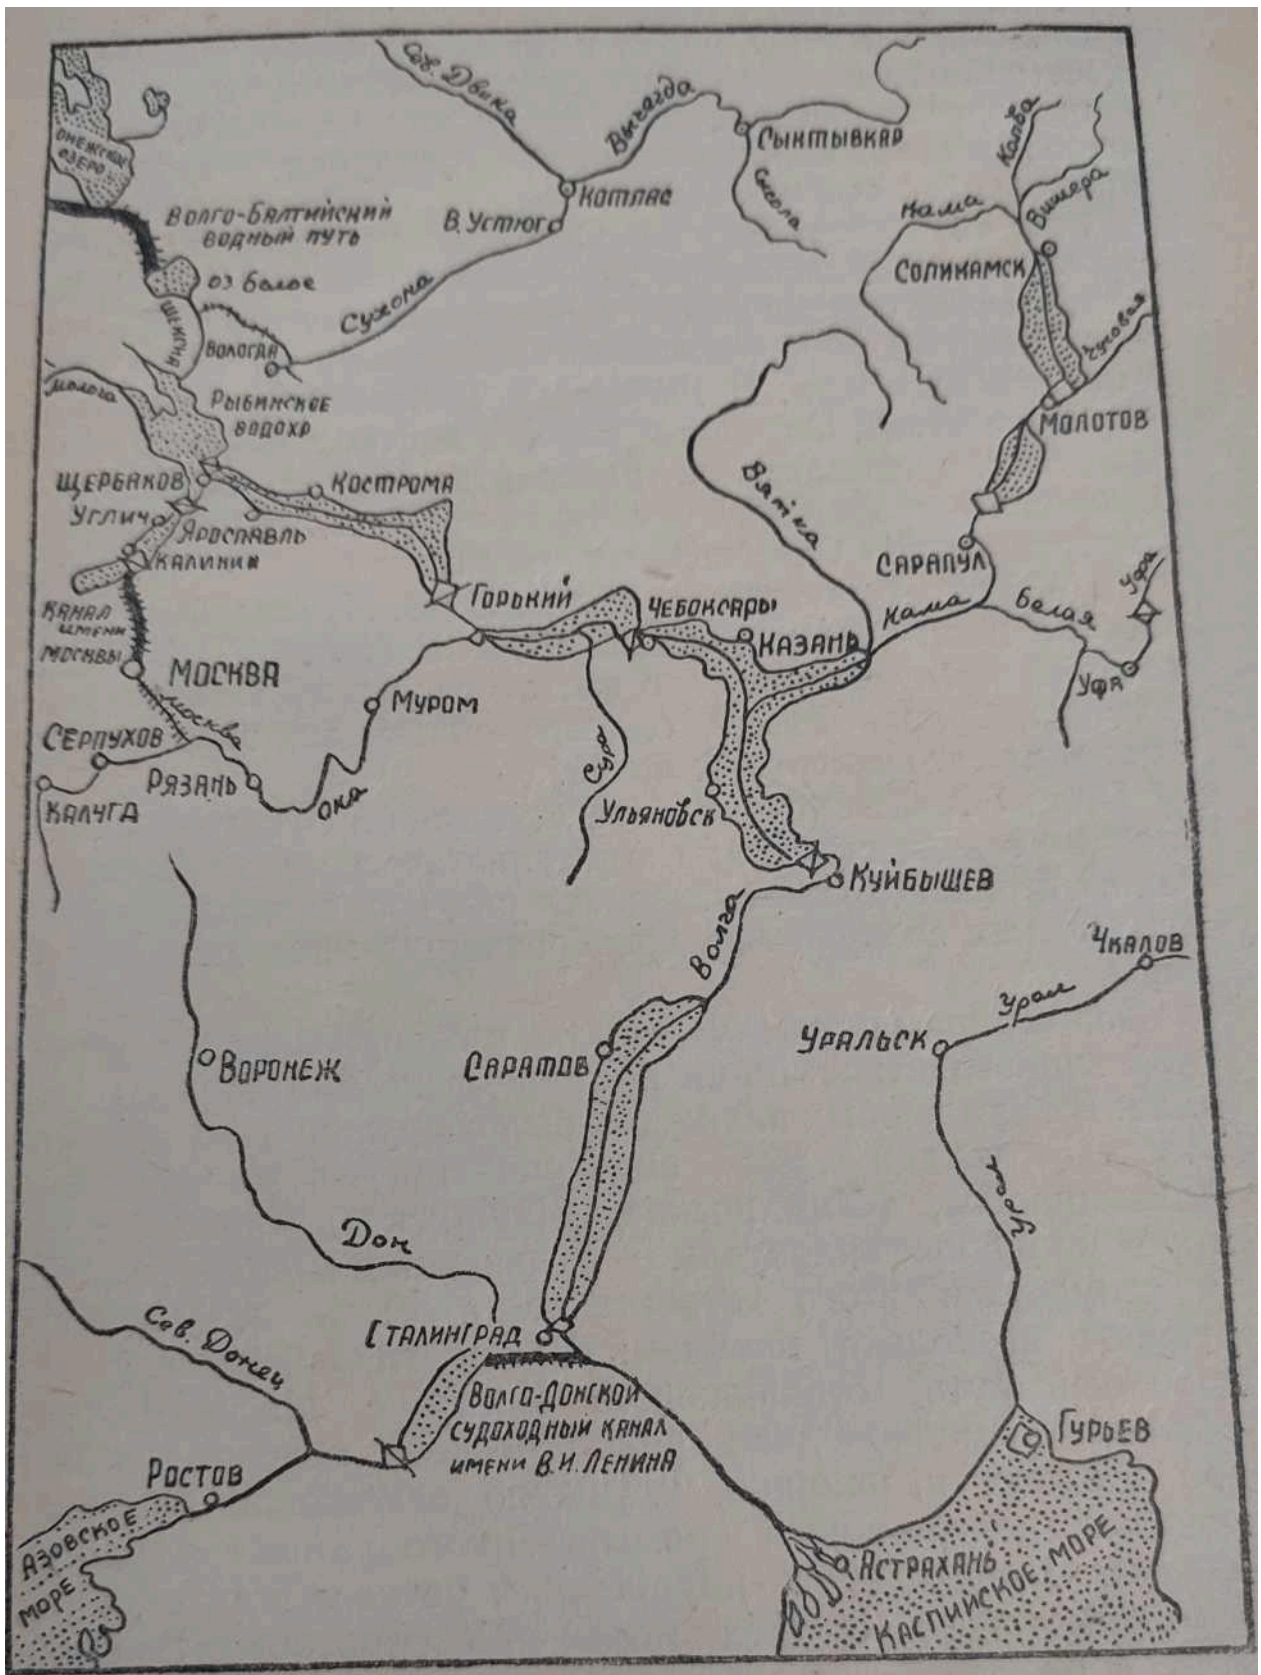 Сев. Двина
Вычагда
Сыктывкар
Колва
Онежское
озеро
Котлас
Сысола
Вишера
Кама
Волго-Балтийский
водный путь
В. Устюг
Соликамск
оз Белое
Сухона
Шексна
Вологда
Чусовая
Молога
Рыбинское
водохр
Молотов
Щербаков
Кострома
Вятка
Углич
Ярославль
Калинин
Сарапул
Уфа
Канал
имени
Москвы
Горький
Чебоксары
Казань
Кама
Белая
Москва
Москва
Муром
Уфа
Серпухов
Рязань
Ока
Сура
Калуга
Ульяновск
Куйбышев
Волга
Чкалов
Урал
Уральск
Воронеж
Саратов
Урал
Дон
Сев. Донец
Сталинград
Волго-Донской
судоходный канал
имени В.И. Ленина
Гурьев
Ростов
Азовское
море
Астрахань
Каспийское море